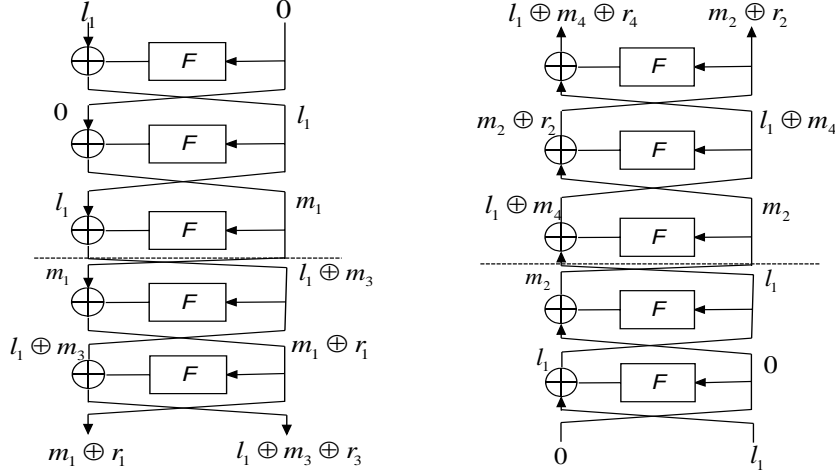 l₁ 0
F
0 l₁
F
l₁ m₁
F
m₁ l₁ ⊕ m₃
F
l₁ ⊕ m₃ m₁ ⊕ r₁
F
m₁ ⊕ r₁ l₁ ⊕ m₃ ⊕ r₃
l₁ ⊕ m₄ ⊕ r₄ m₂ ⊕ r₂
F
m₂ ⊕ r₂ l₁ ⊕ m₄
F
l₁ ⊕ m₄ m₂
F
m₂ l₁
F
l₁ 0
F
0 l₁